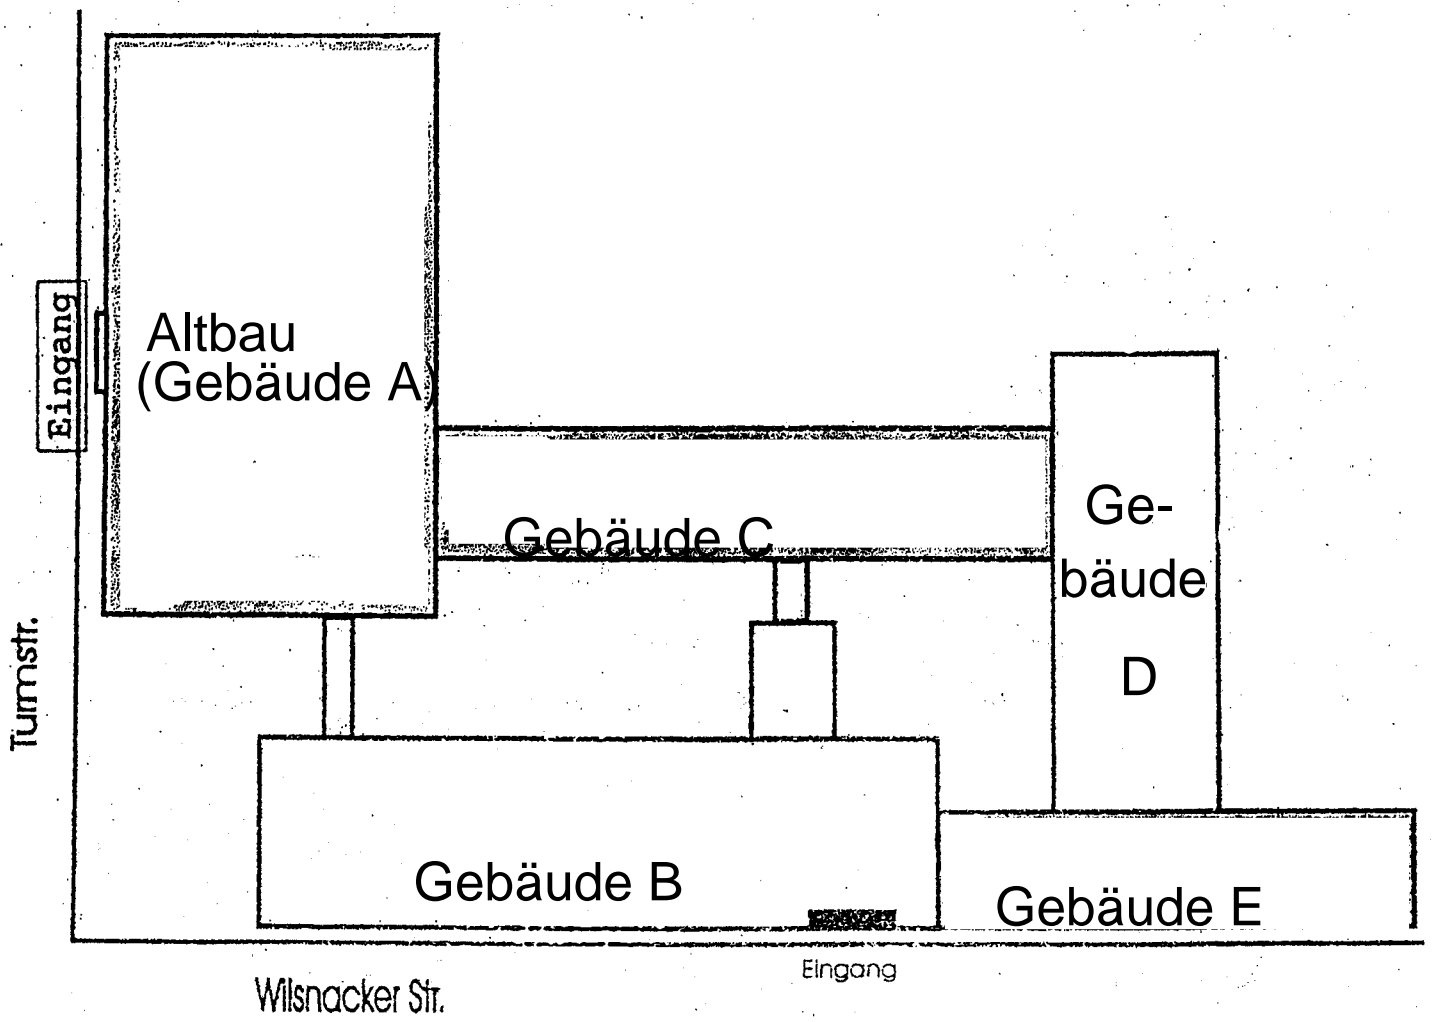 Eingang
Altbau
(Gebäude A)
Gebäude C
Ge-
bäude
D
Turmstr.
Gebäude B
Gebäude E
Eingang
Wilsnacker Str.